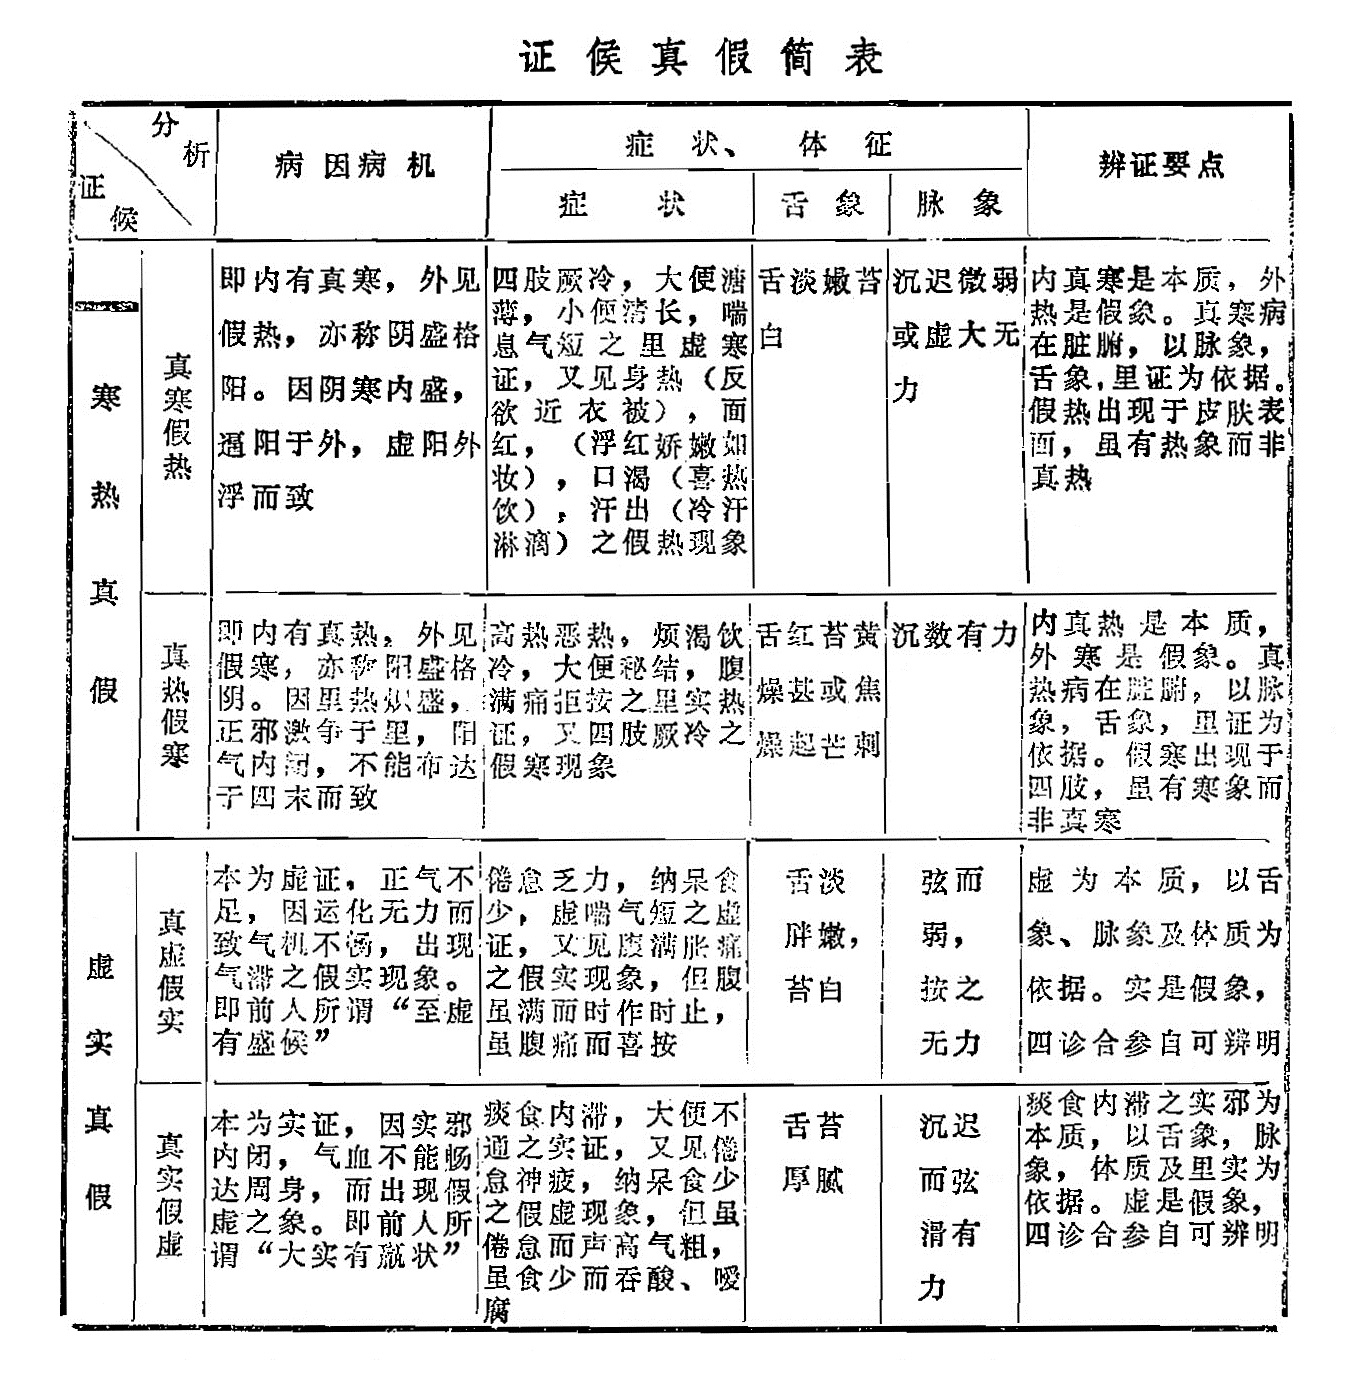 证候真假简表
分
析
证
候
病因病机
症状、体征
症状
舌象
脉象
辨证要点
寒热真假
真寒假热
即内有真寒，外见
假热，亦称阴盛格
阳。因阴寒内盛，
逼阳于外，虚阳外
浮而致
四肢厥冷，大便溏
薄，小便清长，喘
息气短之里虚寒
证，又见身热（反
欲近衣被），面
红，（浮红娇嫩如
妆），口渴（喜热
饮），汗出（冷汗
淋漓）之假热现象
舌淡嫩苔
白
沉迟微弱
或虚大无
力
内真寒是本质，外
热是假象。真寒病
在脏腑，以脉象，
舌象，里证为依据。
假热出现于皮肤表
面，虽有热象而非
真热
真热假寒
即内有真热，外见
假寒，亦称阳盛格
阴。因里热炽盛，
正邪激争于里，阳
气内郁，不能布达
于四末而致
高热恶热，烦渴饮
冷，大便秘结，腹
满痛拒按之里实热
证，又四肢厥冷之
假寒现象
舌红苔黄
燥甚或焦
燥起芒刺
沉数有力
内真热是本质，
外寒是假象。真
热病在脏腑，以脉
象，舌象，里证为
依据。假寒出现于
四肢，虽有寒象而
非真寒
虚实真假
真虚假实
本为虚证，正气不
足，因运化无力而
致气机不畅，出现
气滞之假实现象。
即前人所谓“至虚
有盛候”
倦怠乏力，纳呆食
少，虚喘气短之虚
证，又见腹满胀痛
之假实现象，但腹
虽满而时作时止，
虽腹痛而喜按
舌淡
胖嫩，
苔白
弦而
弱，
按之
无力
虚为本质，以舌
象、脉象及体质为
依据。实是假象，
四诊合参自可辨明
真实假虚
本为实证，因实邪
内闭，气血不能畅
达周身，而出现假
虚之象。即前人所
谓“大实有羸状”
痰食内滞，大便不
通之实证，又见倦
怠神疲，纳呆食少
之假虚现象，但虽
倦怠而声高气粗，
虽食少而吞酸、嗳
腐
舌苔
厚腻
沉迟
而弦
滑有
力
痰食内滞之实邪为
本质，以舌象，脉
象，体质及里实为
依据。虚是假象，
四诊合参自可辨明